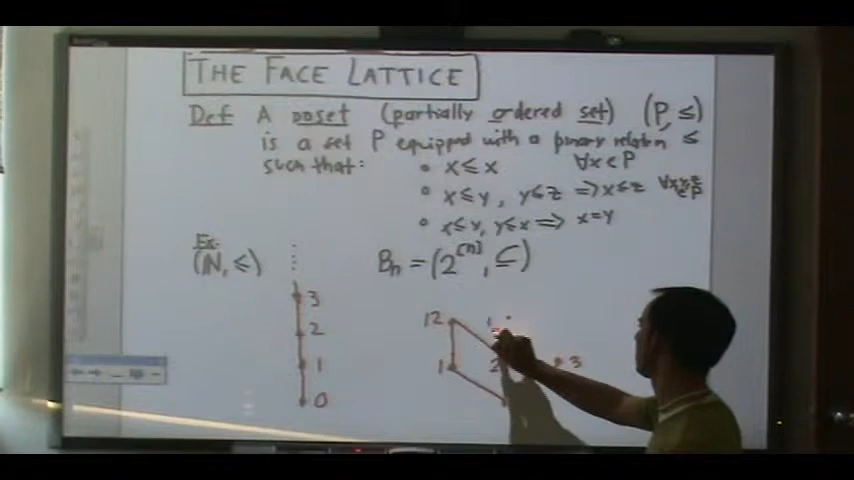 THE FACE LATTICE
Def A poset (partially ordered set) (P, ≤)
is a set P equipped with a binary relation ≤
such that: • x ≤ x ∀x∈P
• x ≤ y, y ≤ z ⇒ x ≤ z ∀x,y,z∈P
• x ≤ y, y ≤ x ⇒ x = y
Ex.
(ℕ, ≤) Bₙ = (2^[n], ⊆)
3
2
1
0
12
1 2 3